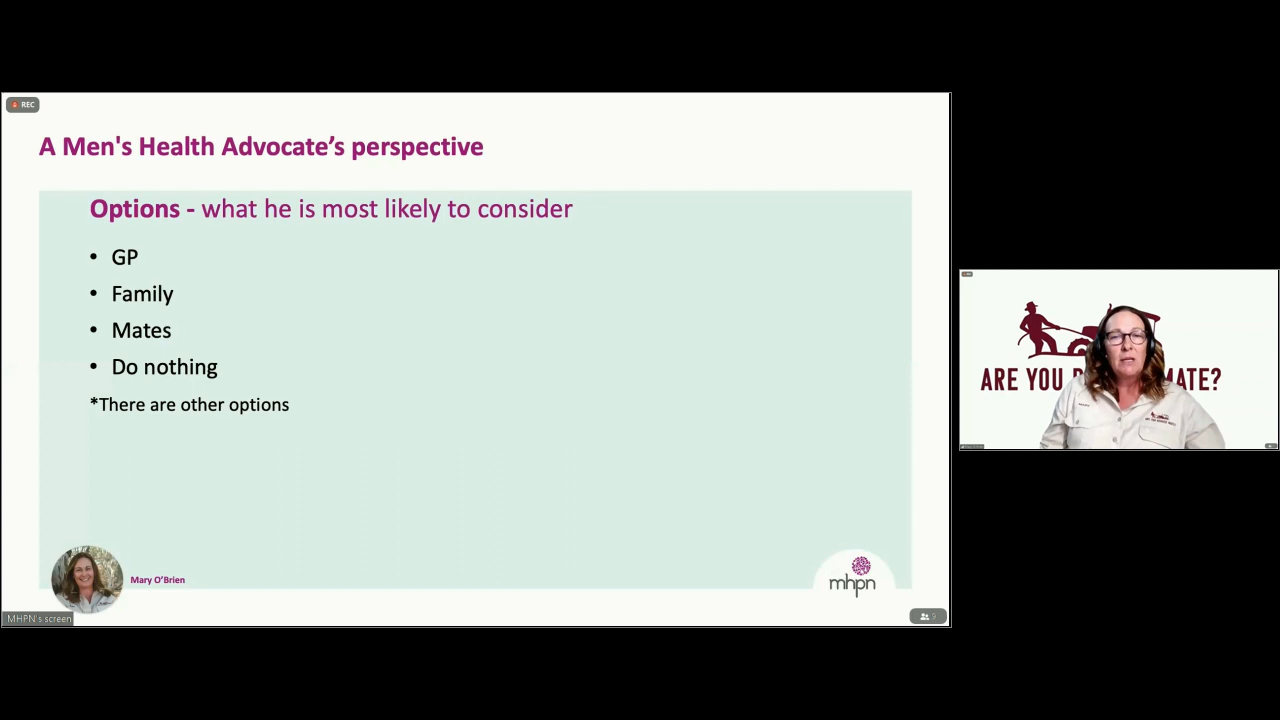 REC
A Men's Health Advocate's perspective
Options - what he is most likely to consider
• GP
• Family
• Mates
• Do nothing
*There are other options
Mary O'Brien
mhpn
MHPN's screen
9
ARE YOU MATE?